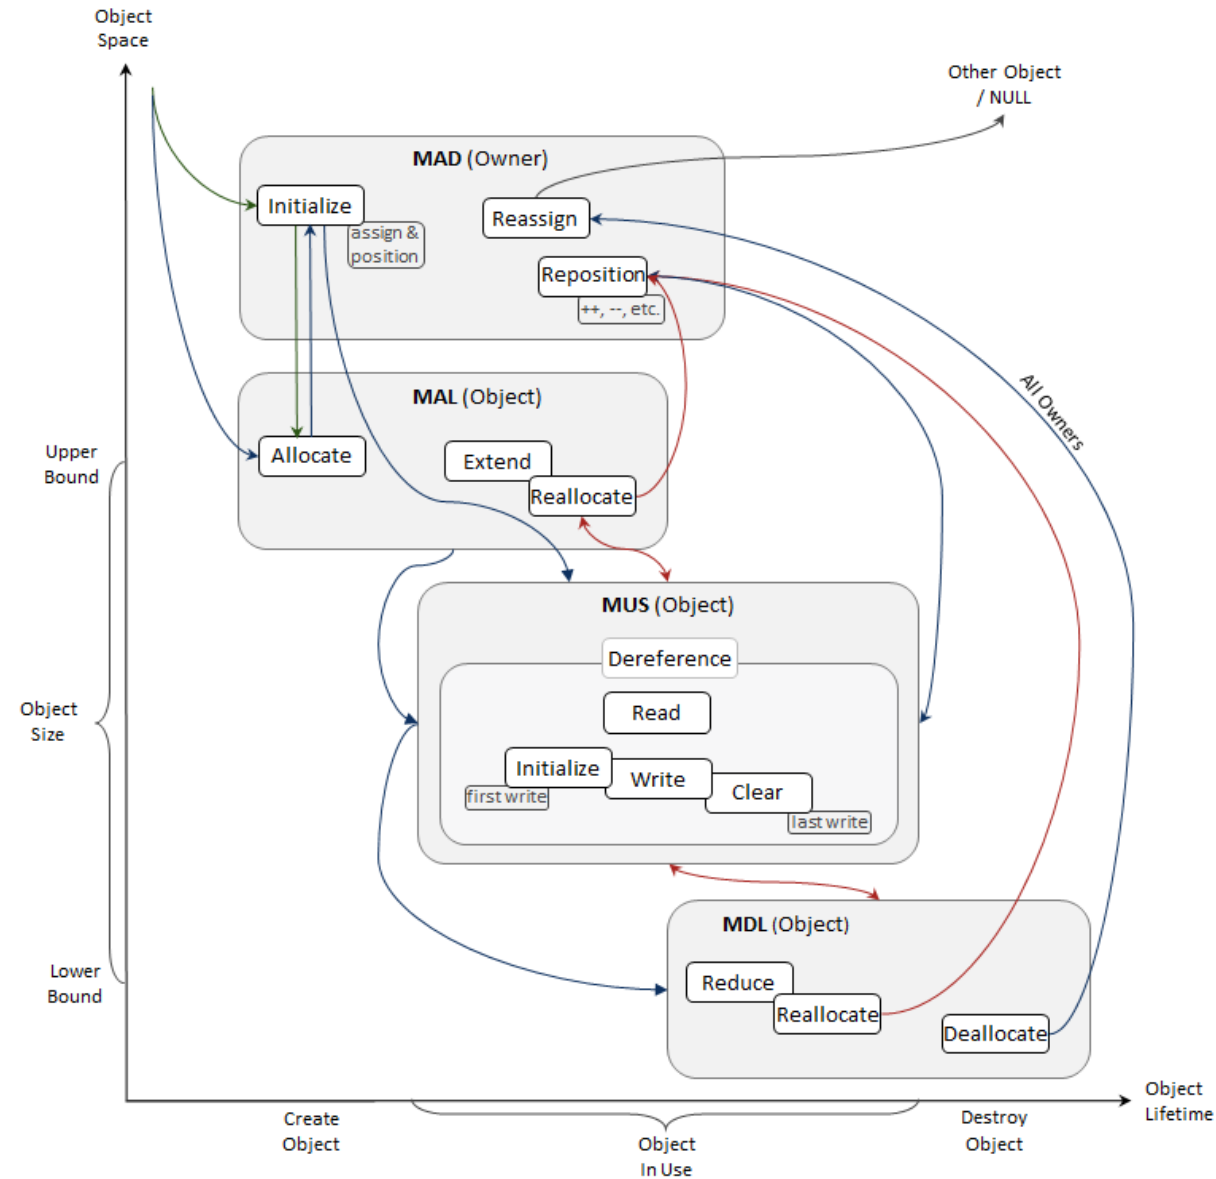 Object
Space
Other Object
/ NULL
MAD (Owner)
Initialize
assign &
position
Reassign
Reposition
++, --, etc.
All Owners
MAL (Object)
Allocate
Extend
Reallocate
Upper
Bound
MUS (Object)
Dereference
Read
Initialize
first write
Write
Clear
last write
Object
Size
MDL (Object)
Reduce
Reallocate
Deallocate
Lower
Bound
Object
Lifetime
Create
Object
Object
In Use
Destroy
Object